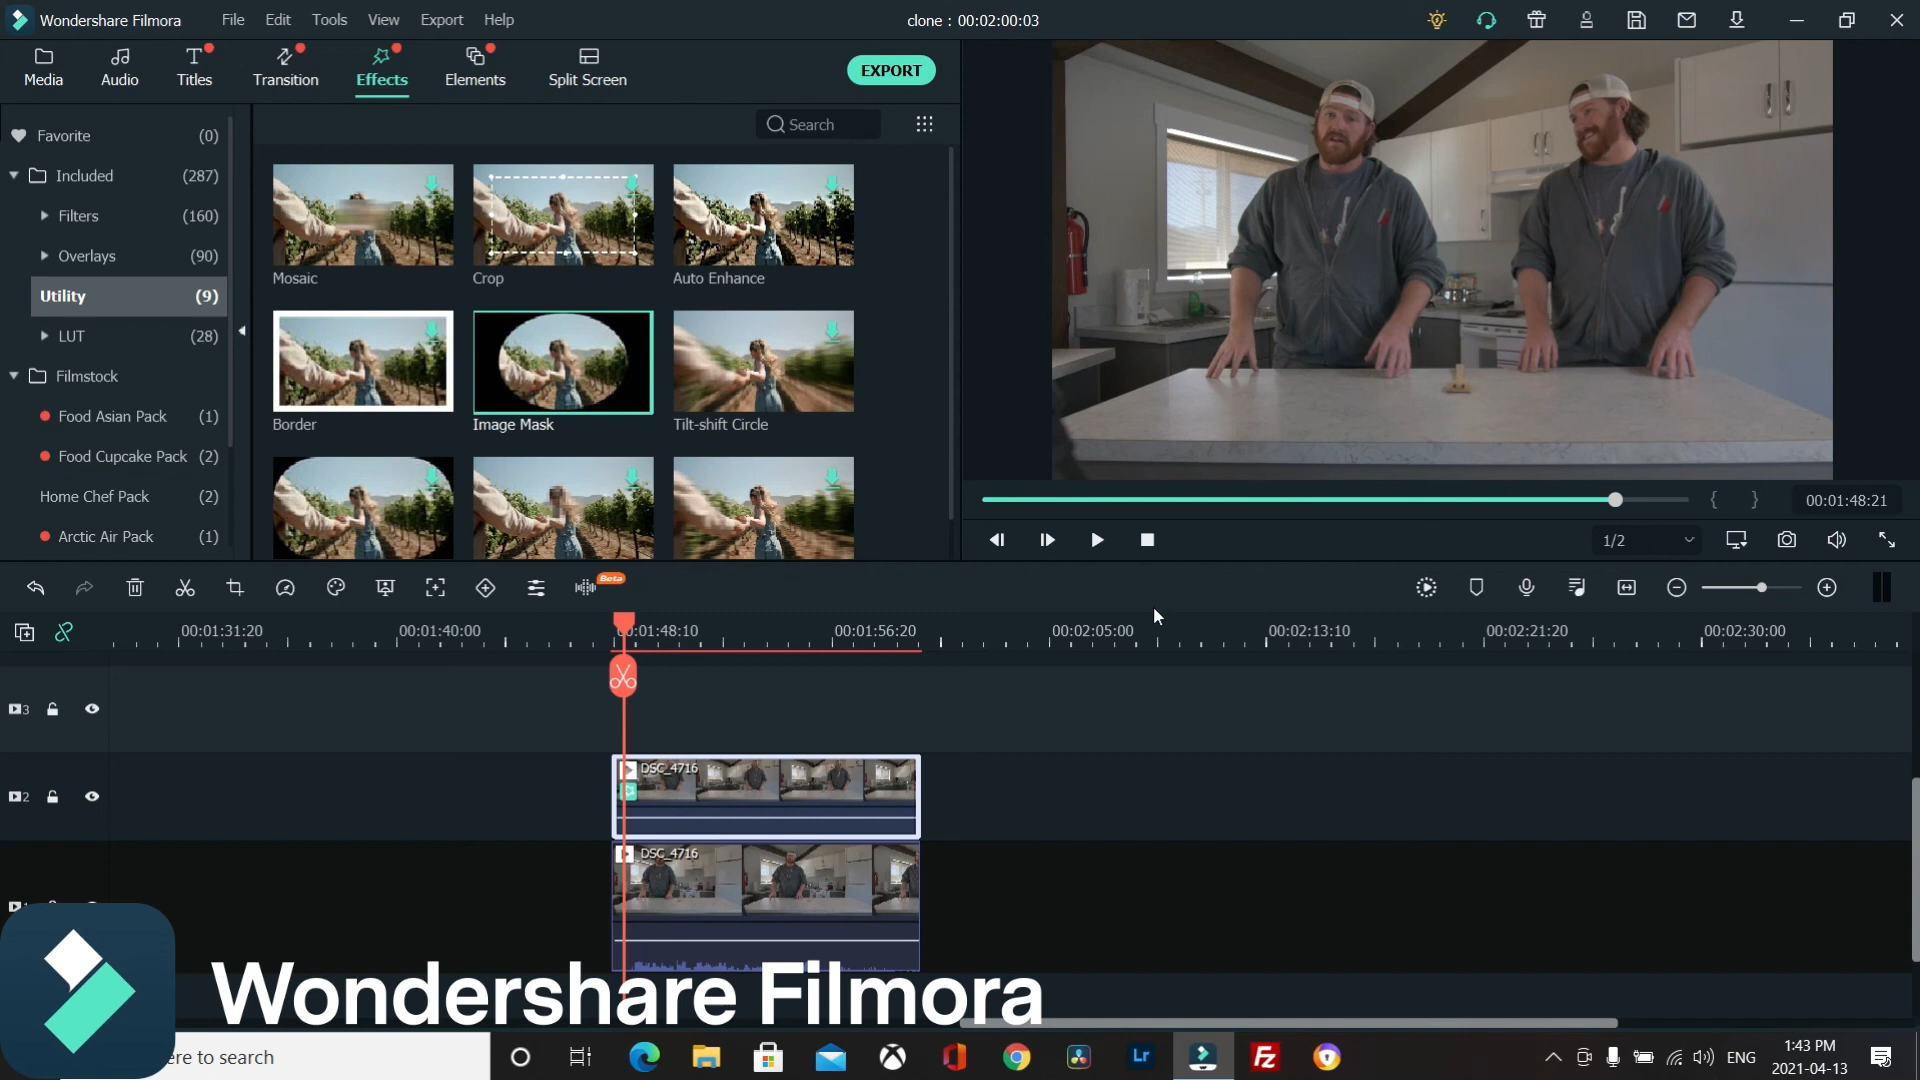 Wondershare Filmora
File Edit Tools View Export Help
clone : 00:02:00:03
Media
Audio
Titles
Transition
Effects
Elements
Split Screen
EXPORT
Favorite (0)
Included (287)
Filters (160)
Overlays (90)
Utility (9)
LUT (28)
Filmstock
Food Asian Pack (1)
Food Cupcake Pack (2)
Home Chef Pack (2)
Arctic Air Pack (1)
Search
Mosaic
Crop
Auto Enhance
Border
Image Mask
Tilt-shift Circle
{ } 00:01:48:21
1/2
Beta
00:01:31:20
00:01:40:00
00:01:48:10
00:01:56:20
00:02:05:00
00:02:13:10
00:02:21:20
00:02:30:00
3
2
DSC_4716
DSC_4716
Wondershare Filmora
ere to search
Lr
Fz
ENG
1:43 PM
2021-04-13